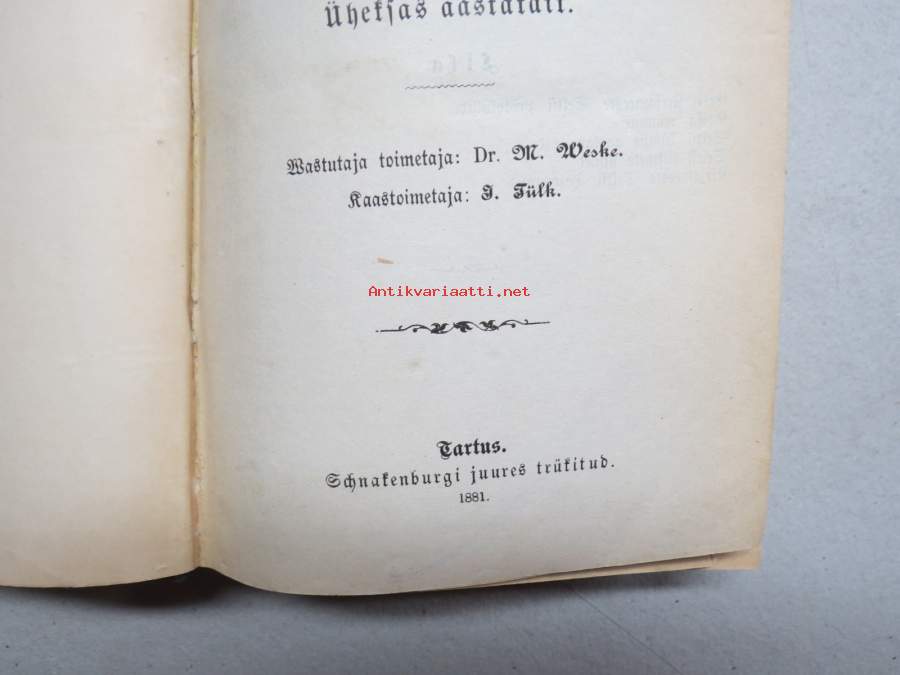 Üheksas aastakäik.
Wastutaja toimetaja: Dr. M. Weske.
Kaastoimetaja: J. Tülk.
Antikvariaatti.net
Tartus.
Schnakenburgi juures trükitud.
1881.